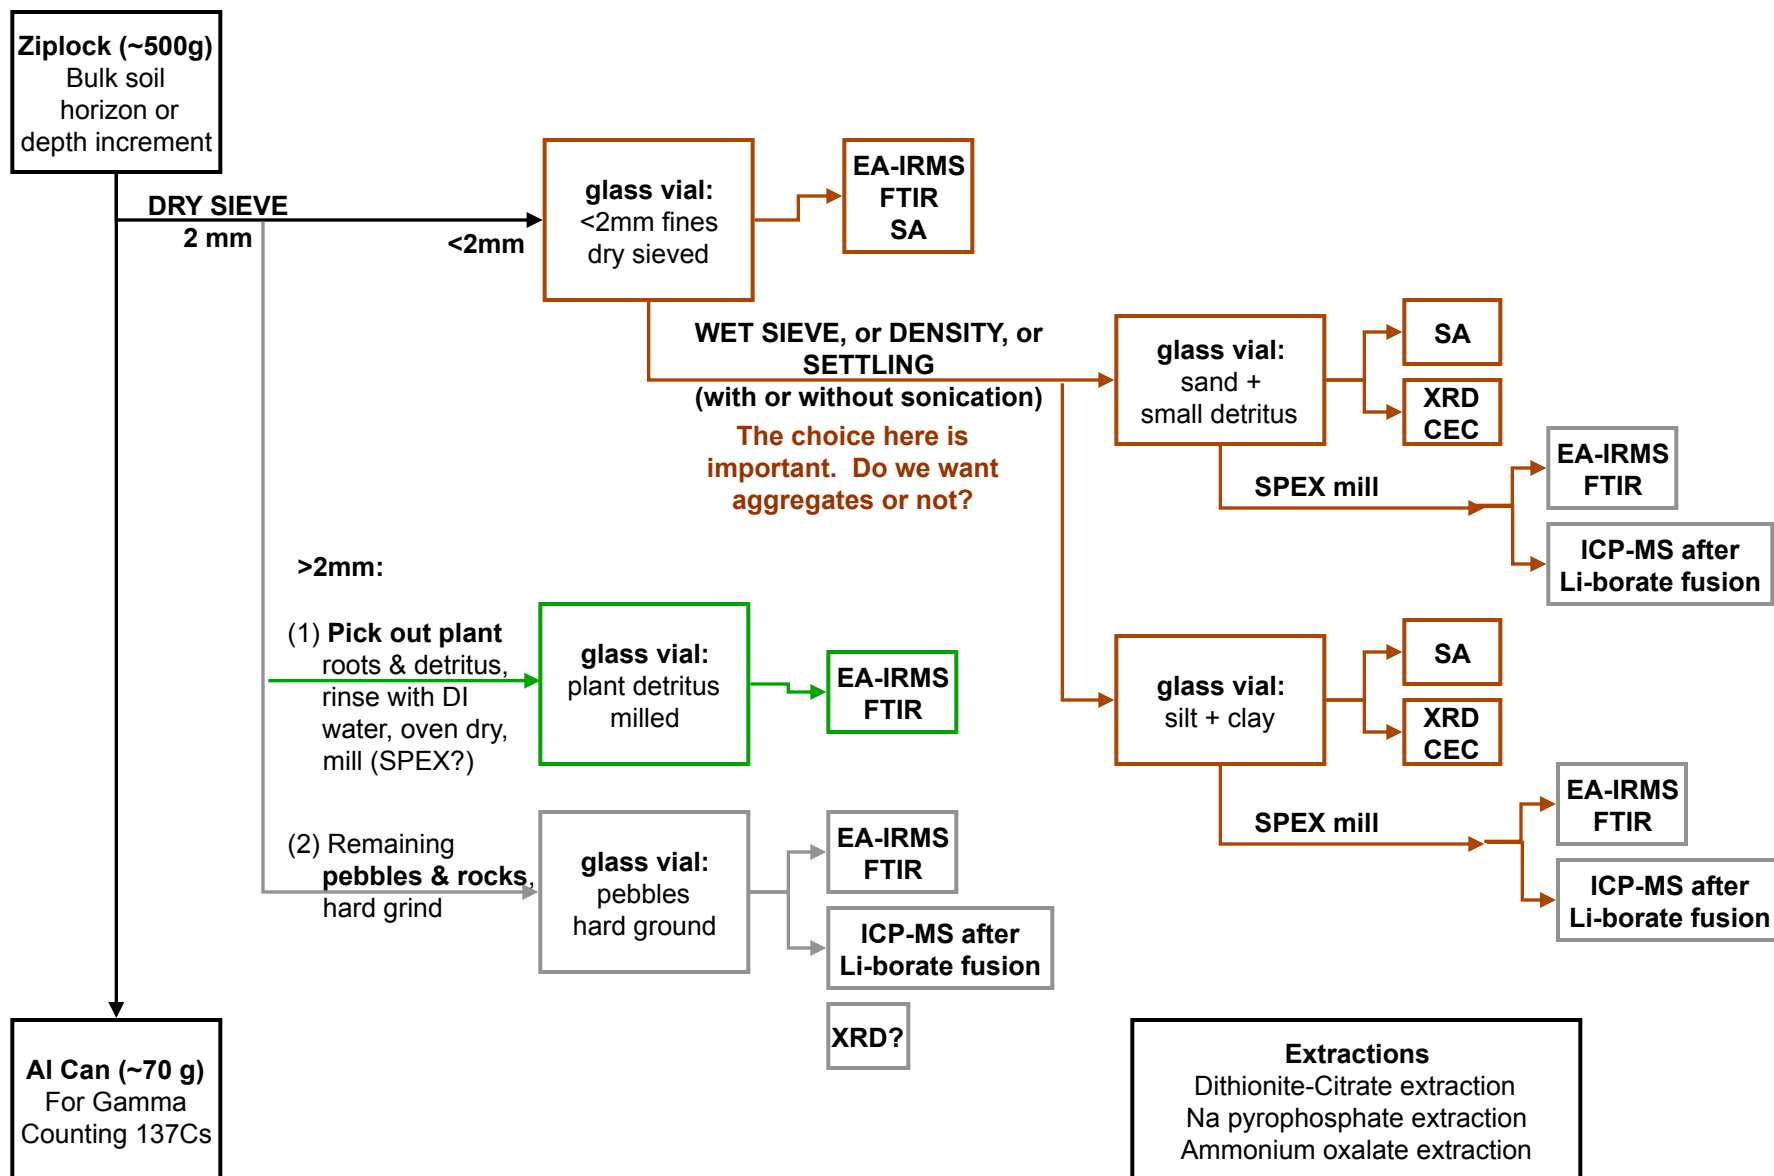 Ziplock (~500g)
Bulk soil
horizon or
depth increment
DRY SIEVE
2 mm
<2mm
glass vial:
<2mm fines
dry sieved
EA-IRMS
FTIR
SA
WET SIEVE, or DENSITY, or
SETTLING
(with or without sonication)
The choice here is
important.  Do we want
aggregates or not?
glass vial:
sand +
small detritus
SA
XRD
CEC
SPEX mill
EA-IRMS
FTIR
ICP-MS after
Li-borate fusion
>2mm:
(1) Pick out plant
roots & detritus,
rinse with DI
water, oven dry,
mill (SPEX?)
glass vial:
plant detritus
milled
EA-IRMS
FTIR
glass vial:
silt + clay
SA
XRD
CEC
SPEX mill
EA-IRMS
FTIR
ICP-MS after
Li-borate fusion
(2) Remaining
pebbles & rocks,
hard grind
glass vial:
pebbles
hard ground
EA-IRMS
FTIR
ICP-MS after
Li-borate fusion
XRD?
Al Can (~70 g)
For Gamma
Counting 137Cs
Extractions
Dithionite-Citrate extraction
Na pyrophosphate extraction
Ammonium oxalate extraction